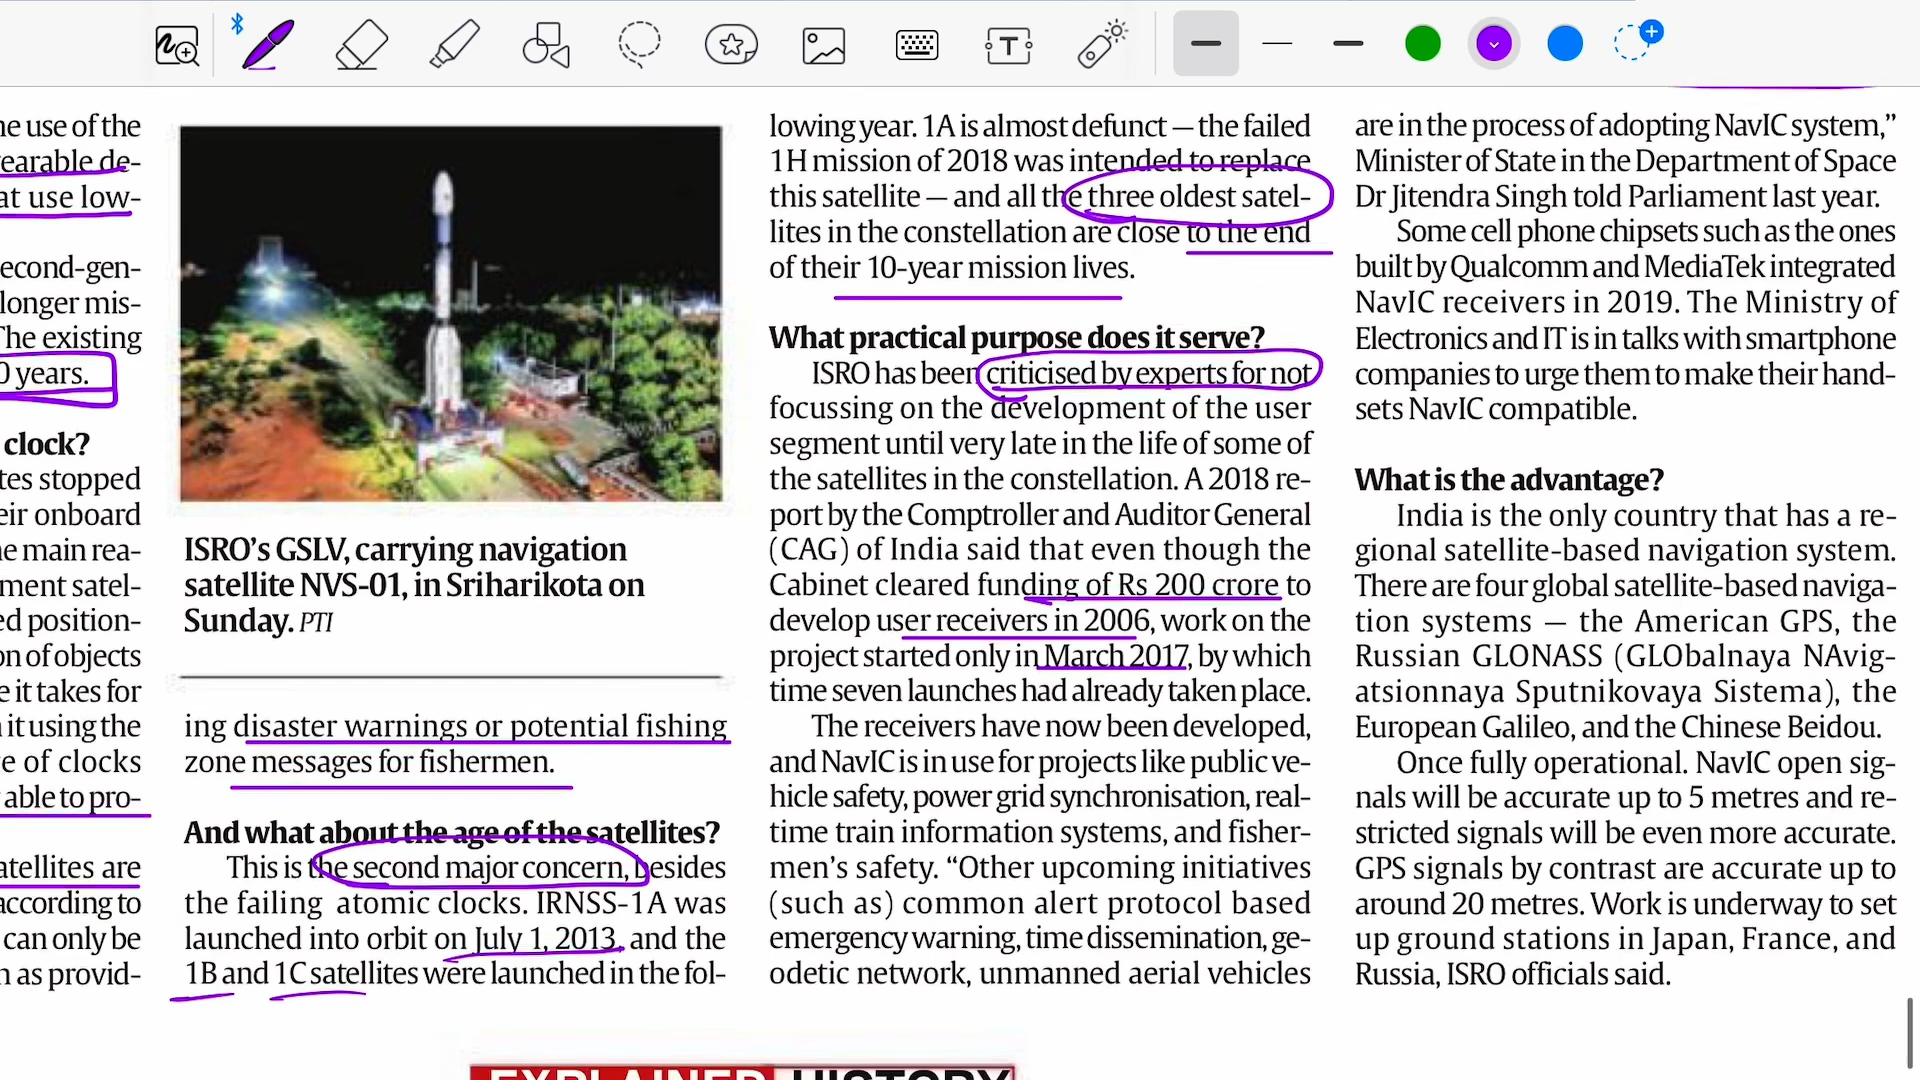 T
ne use of the
earable de-
at use low-
econd-gen-
longer mis-
The existing
0 years.
clock?
tes stopped
eir onboard
ne main rea-
ment satel-
ed position-
on of objects
e it takes for
n it using the
e of clocks
able to pro-
atellites are
according to
can only be
n as provid-
ISRO’s GSLV, carrying navigation
satellite NVS-01, in Sriharikota on
Sunday. PTI
ing disaster warnings or potential fishing
zone messages for fishermen.
And what about the age of the satellites?
This is the second major concern, besides
the failing atomic clocks. IRNSS-1A was
launched into orbit on July 1, 2013, and the
1B and 1C satellites were launched in the fol-
lowing year. 1A is almost defunct — the failed
1H mission of 2018 was intended to replace
this satellite — and all the three oldest satel-
lites in the constellation are close to the end
of their 10-year mission lives.
What practical purpose does it serve?
ISRO has been criticised by experts for not
focussing on the development of the user
segment until very late in the life of some of
the satellites in the constellation. A 2018 re-
port by the Comptroller and Auditor General
(CAG) of India said that even though the
Cabinet cleared funding of Rs 200 crore to
develop user receivers in 2006, work on the
project started only in March 2017, by which
time seven launches had already taken place.
The receivers have now been developed,
and NavIC is in use for projects like public ve-
hicle safety, power grid synchronisation, real-
time train information systems, and fisher-
men’s safety. “Other upcoming initiatives
(such as) common alert protocol based
emergency warning, time dissemination, ge-
odetic network, unmanned aerial vehicles
are in the process of adopting NavIC system,”
Minister of State in the Department of Space
Dr Jitendra Singh told Parliament last year.
Some cell phone chipsets such as the ones
built by Qualcomm and MediaTek integrated
NavIC receivers in 2019. The Ministry of
Electronics and IT is in talks with smartphone
companies to urge them to make their hand-
sets NavIC compatible.
What is the advantage?
India is the only country that has a re-
gional satellite-based navigation system.
There are four global satellite-based naviga-
tion systems — the American GPS, the
Russian GLONASS (GLObalnaya NAvig-
atsionnaya Sputnikovaya Sistema), the
European Galileo, and the Chinese Beidou.
Once fully operational. NavIC open sig-
nals will be accurate up to 5 metres and re-
stricted signals will be even more accurate.
GPS signals by contrast are accurate up to
around 20 metres. Work is underway to set
up ground stations in Japan, France, and
Russia, ISRO officials said.
EXPLAINED HISTORY